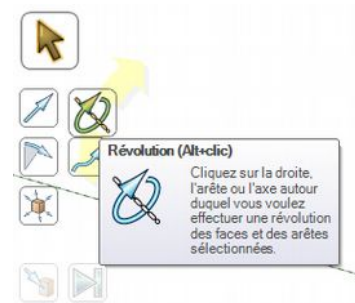 Révolution (Alt+clic)
Cliquez sur la droite,
l'arête ou l'axe autour
duquel vous voulez
effectuer une révolution
des faces et des arêtes
sélectionnées.